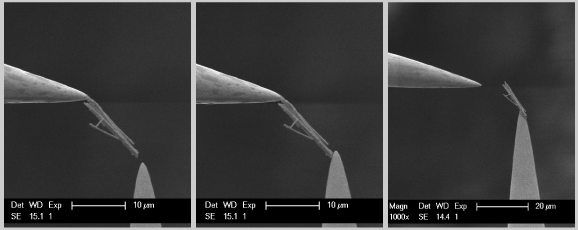 Det WD Exp 10 μm
SE 15.1 1
Det WD Exp 10 μm
SE 15.1 1
Magn Det WD Exp 20 μm
1000x SE 14.4 1